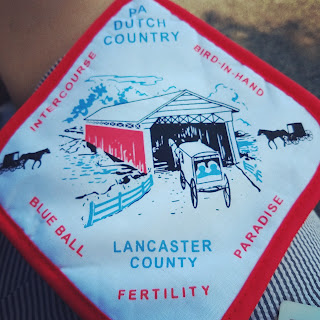 PA
DUTCH
COUNTRY
INTERCOURSE
BIRD-IN-HAND
BLUE BALL
PARADISE
LANCASTER
COUNTY
FERTILITY